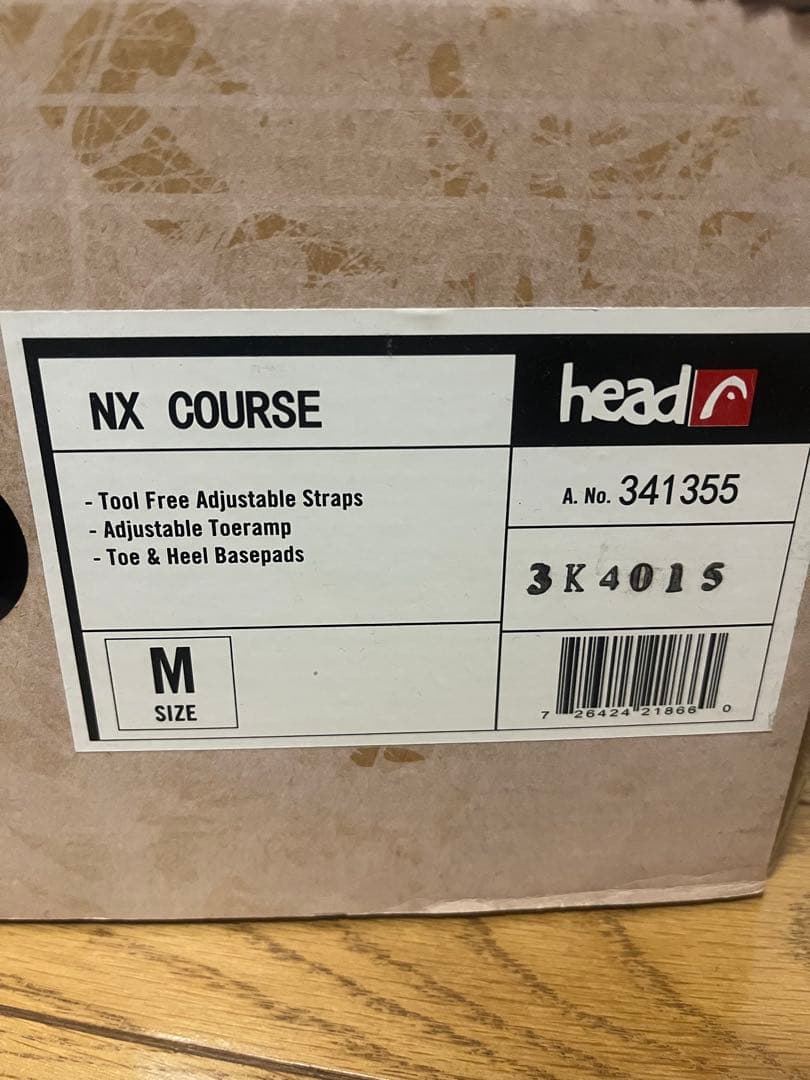 NX COURSE
head
- Tool Free Adjustable Straps
- Adjustable Toeramp
- Toe & Heel Basepads
A. No. 341355
3K401S
M
SIZE
7 26424 21866 0